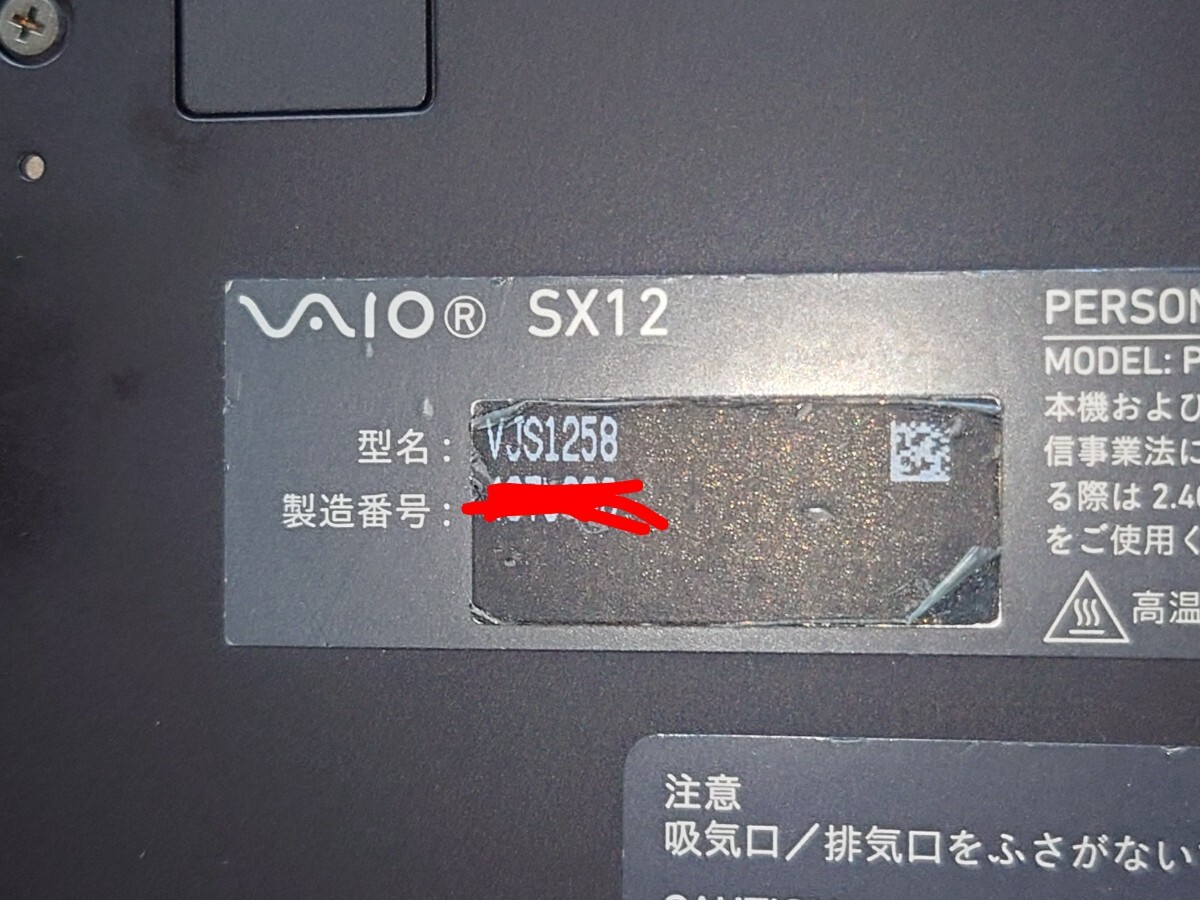 VAIO® SX12
型名: VJS1258
製造番号:
PERSON
MODEL: P
本機および
信事業法に
る際は 2.4
をご使用く
高温
注意
吸気口/排気口をふさがない
CAUTION